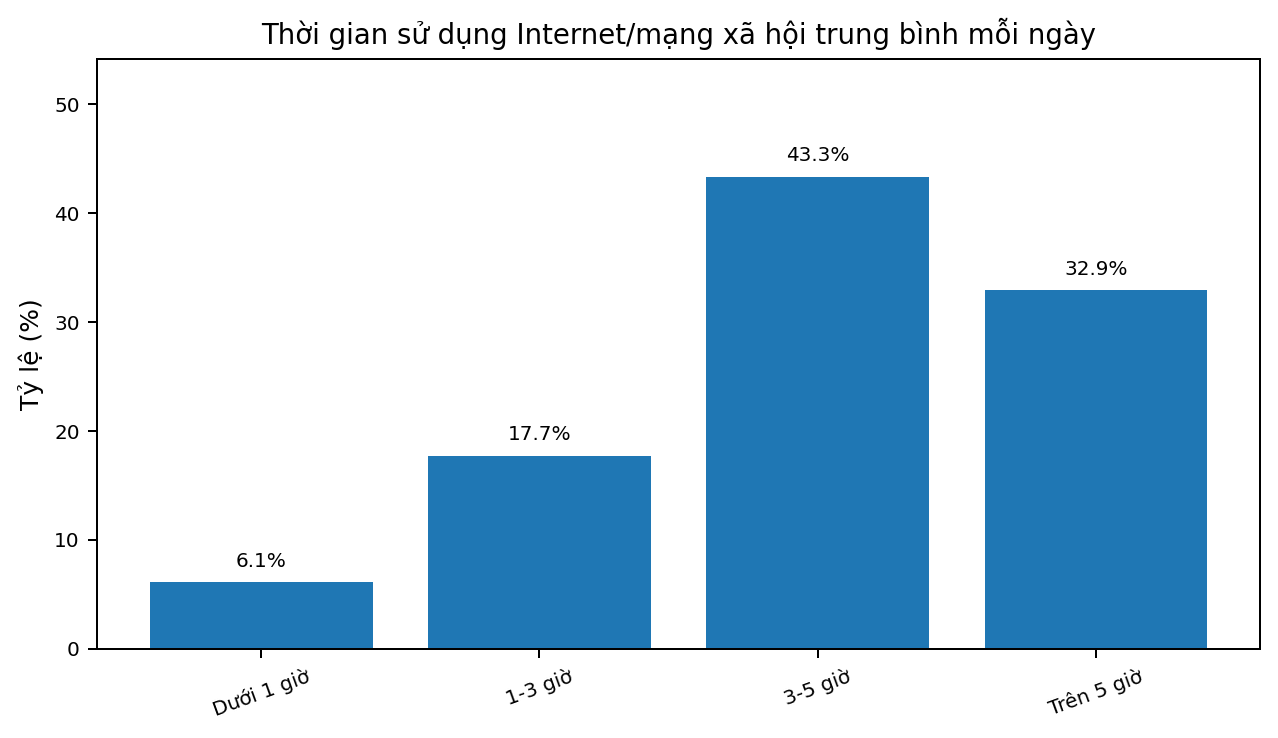 Thời gian sử dụng Internet/mạng xã hội trung bình mỗi ngày
Tỷ lệ (%)
50
40
30
20
10
0
6.1%
17.7%
43.3%
32.9%
Dưới 1 giờ
1-3 giờ
3-5 giờ
Trên 5 giờ